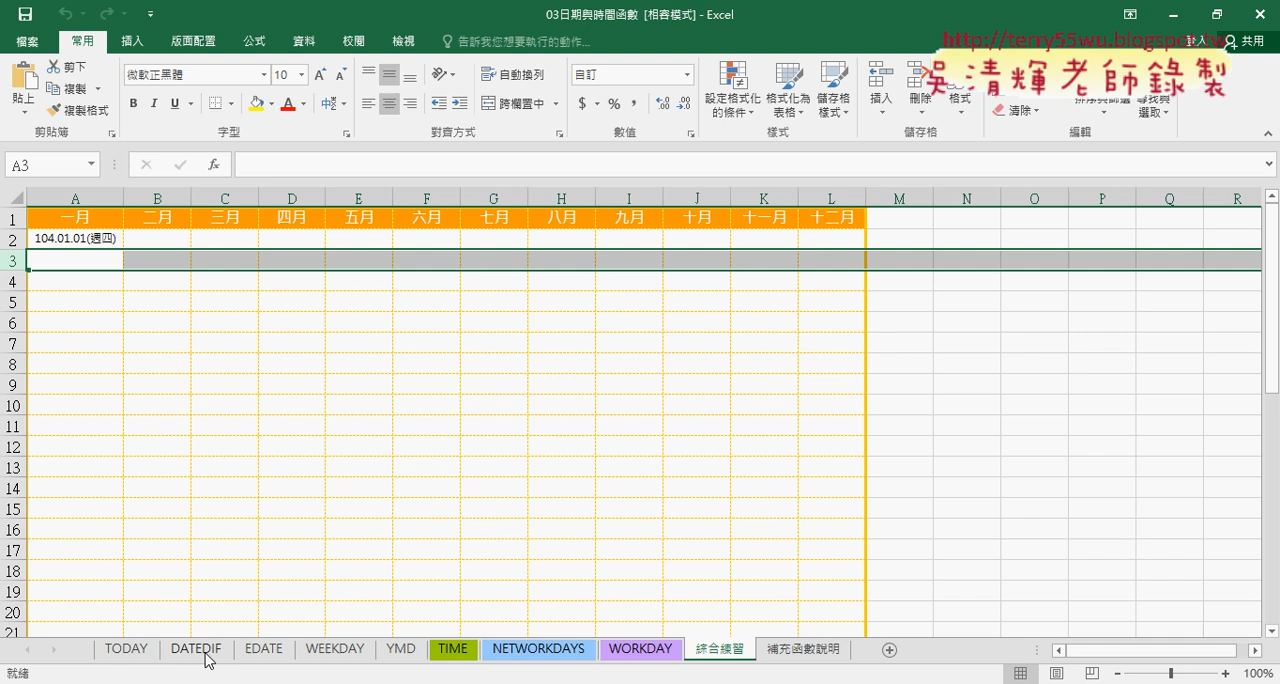 03日期與時間函數 [相容模式] - Excel
http://terry55wu.blogspot.tw
吳清輝老師錄製
檔案 常用 插入 版面配置 公式 資料 校閱 檢視 告訴我您想要執行的動作... 登入 共用
貼上 剪下 複製 複製格式 剪貼簿
微軟正黑體 10 B I U A 中 字型
自動換列 跨欄置中 對齊方式
自訂 $ % , 數值
設定格式化的條件 格式化為表格 儲存格樣式 樣式
插入 刪除 格式 儲存格
清除 尋找與選取 編輯
A3 fx
A B C D E F G H I J K L M N O P Q R
1 一月 二月 三月 四月 五月 六月 七月 八月 九月 十月 十一月 十二月
2 104.01.01(週四)
3
4
5
6
7
8
9
10
11
12
13
14
15
16
17
18
19
20
21
TODAY DATEDIF EDATE WEEKDAY YMD TIME NETWORKDAYS WORKDAY 綜合練習 補充函數說明
就緒 100%